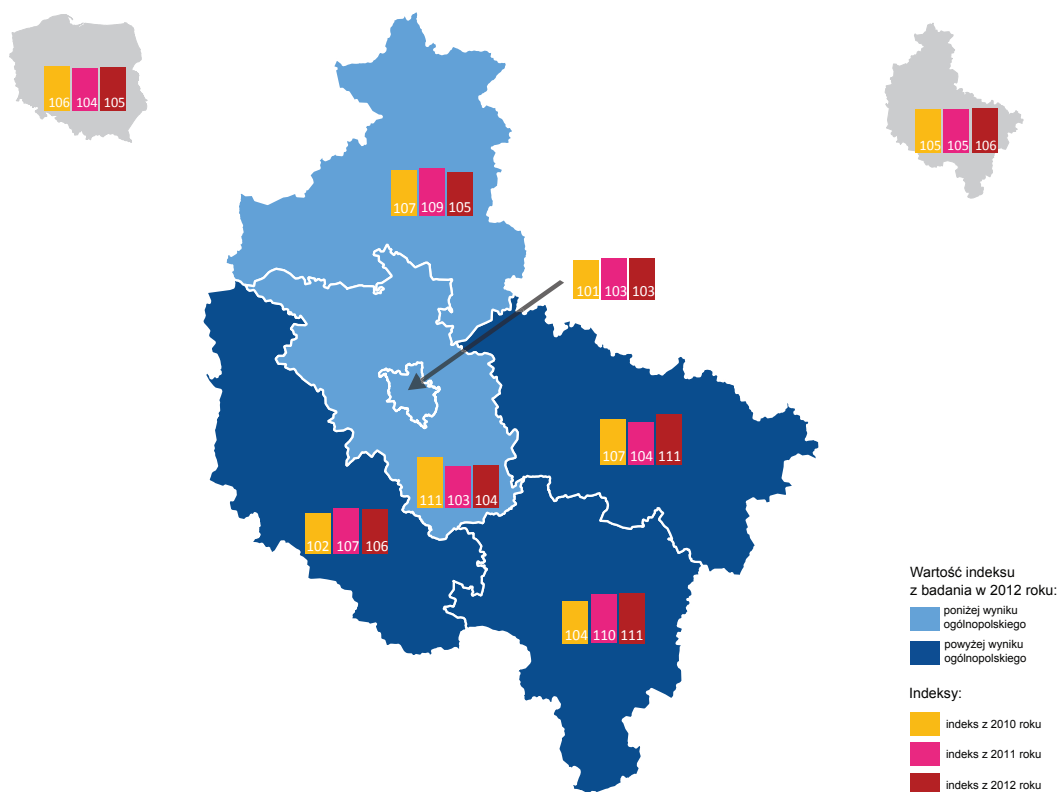 106 104 105
105 105 106
107 109 105
101 103 103
107 104 111
111 103 104
102 107 106
104 110 111
Wartość indeksu
z badania w 2012 roku:
poniżej wyniku
ogólnopolskiego
powyżej wyniku
ogólnopolskiego
Indeksy:
indeks z 2010 roku
indeks z 2011 roku
indeks z 2012 roku